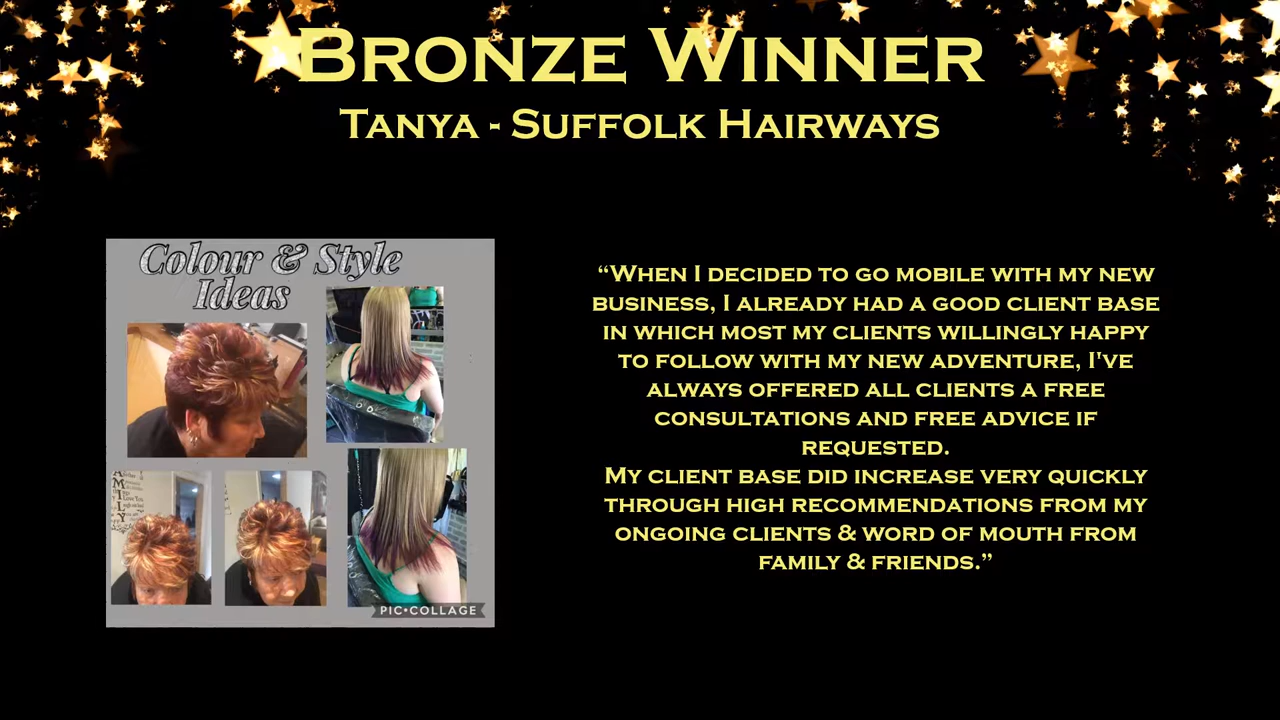 BRONZE WINNER
TANYA - SUFFOLK HAIRWAYS
Colour & Style
Ideas
“WHEN I DECIDED TO GO MOBILE WITH MY NEW
BUSINESS, I ALREADY HAD A GOOD CLIENT BASE
IN WHICH MOST MY CLIENTS WILLINGLY HAPPY
TO FOLLOW WITH MY NEW ADVENTURE, I'VE
ALWAYS OFFERED ALL CLIENTS A FREE
CONSULTATIONS AND FREE ADVICE IF
REQUESTED.
MY CLIENT BASE DID INCREASE VERY QUICKLY
THROUGH HIGH RECOMMENDATIONS FROM MY
ONGOING CLIENTS & WORD OF MOUTH FROM
FAMILY & FRIENDS.”
PIC•COLLAGE